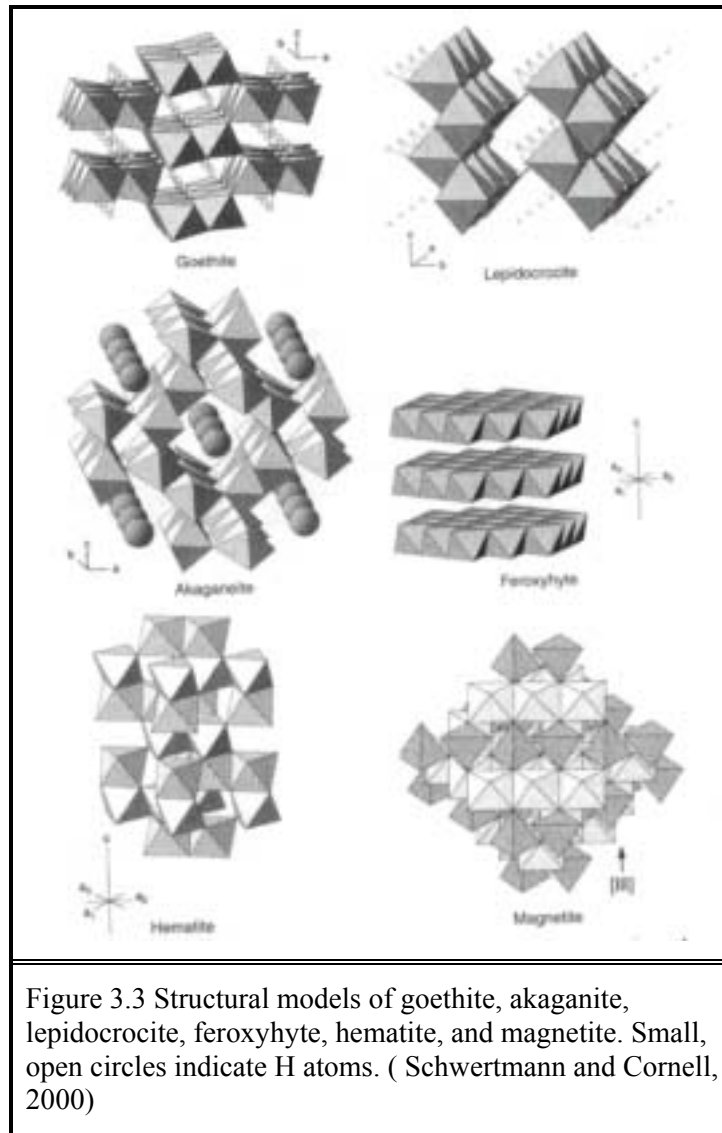 Goethite
Lepidocrocite
Akaganeite
Feroxyhyte
Hematite
Magnetite
[III]
Figure 3.3 Structural models of goethite, akaganite,
lepidocrocite, feroxyhyte, hematite, and magnetite. Small,
open circles indicate H atoms. ( Schwertmann and Cornell,
2000)